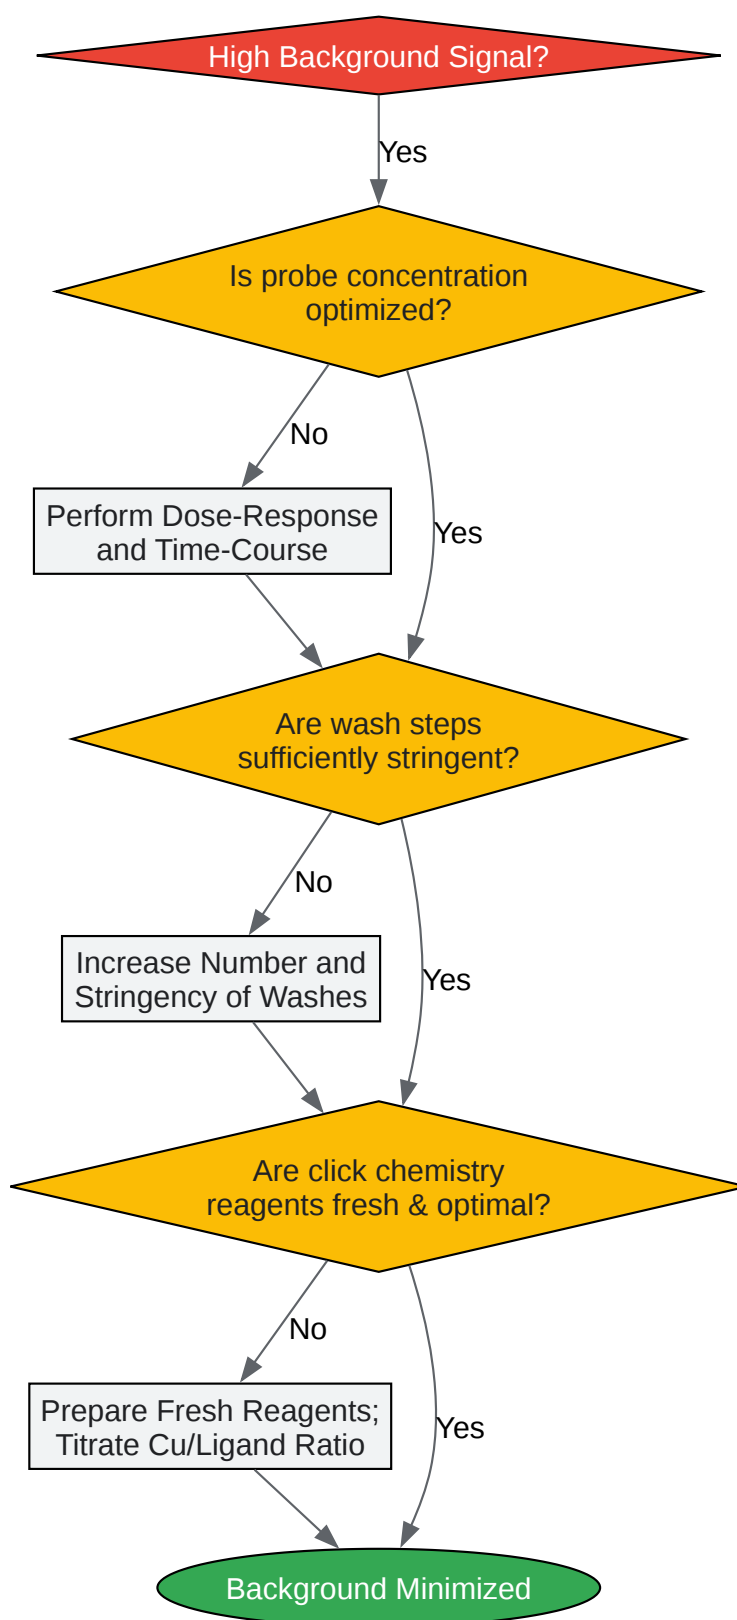 High Background Signal?
Yes
Is probe concentration
optimized?
No
Perform Dose-Response
and Time-Course
Yes
Are wash steps
sufficiently stringent?
No
Increase Number and
Stringency of Washes
Yes
Are click chemistry
reagents fresh & optimal?
No
Prepare Fresh Reagents;
Titrate Cu/Ligand Ratio
Yes
Background Minimized